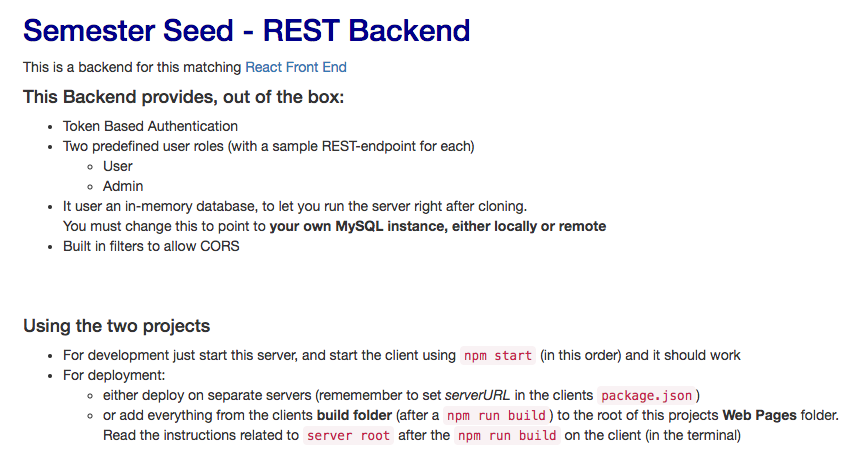 Semester Seed - REST Backend
This is a backend for this matching React Front End
This Backend provides, out of the box:
• Token Based Authentication
• Two predefined user roles (with a sample REST-endpoint for each)
◦ User
◦ Admin
• It user an in-memory database, to let you run the server right after cloning.
You must change this to point to your own MySQL instance, either locally or remote
• Built in filters to allow CORS
Using the two projects
• For development just start this server, and start the client using npm start (in this order) and it should work
• For deployment:
◦ either deploy on separate servers (rememember to set serverURL in the clients package.json)
◦ or add everything from the clients build folder (after a npm run build) to the root of this projects Web Pages folder.
Read the instructions related to server root after the npm run build on the client (in the terminal)